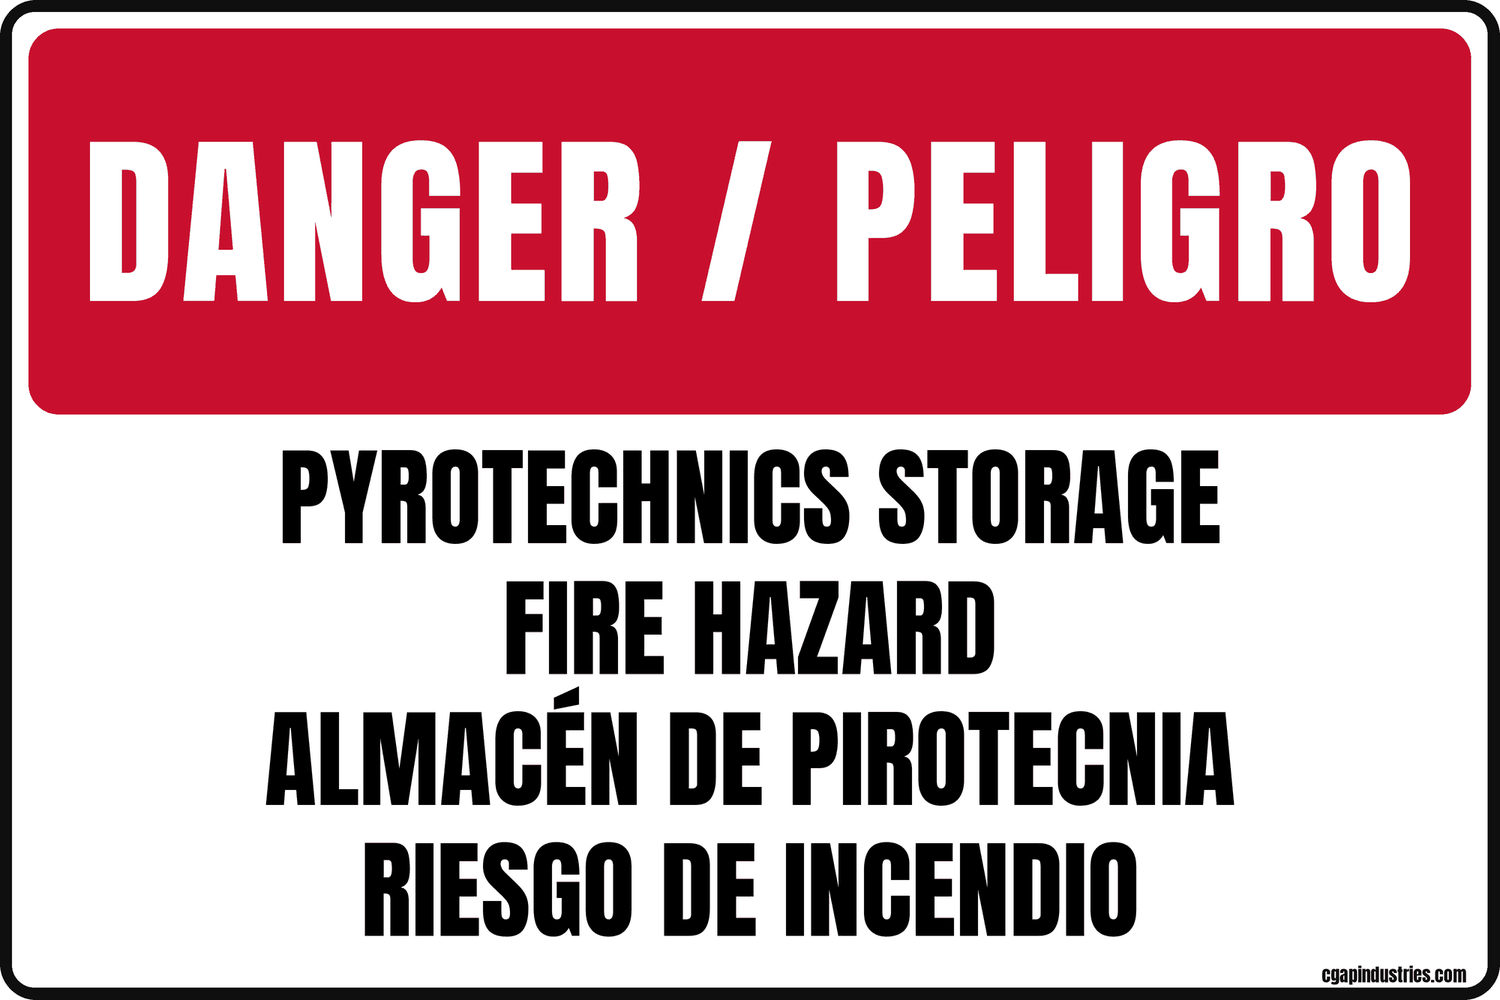 DANGER / PELIGRO
PYROTECHNICS STORAGE
FIRE HAZARD
ALMACÉN DE PIROTECNIA
RIESGO DE INCENDIO
cgapindustries.com